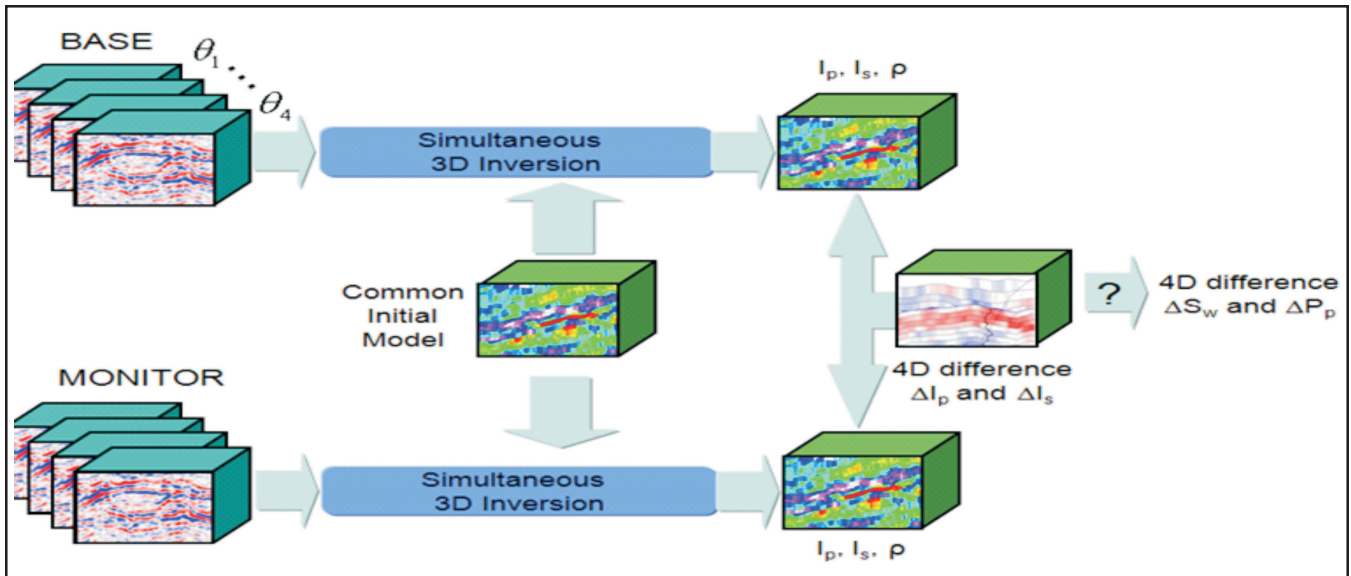 BASE
θ₁ ...
θ₄
Simultaneous
3D Inversion
Iₚ, Iₛ, ρ
Common
Initial
Model
?
4D difference
ΔS_w and ΔPₚ
4D difference
ΔIₚ and ΔIₛ
MONITOR
Simultaneous
3D Inversion
Iₚ, Iₛ, ρ